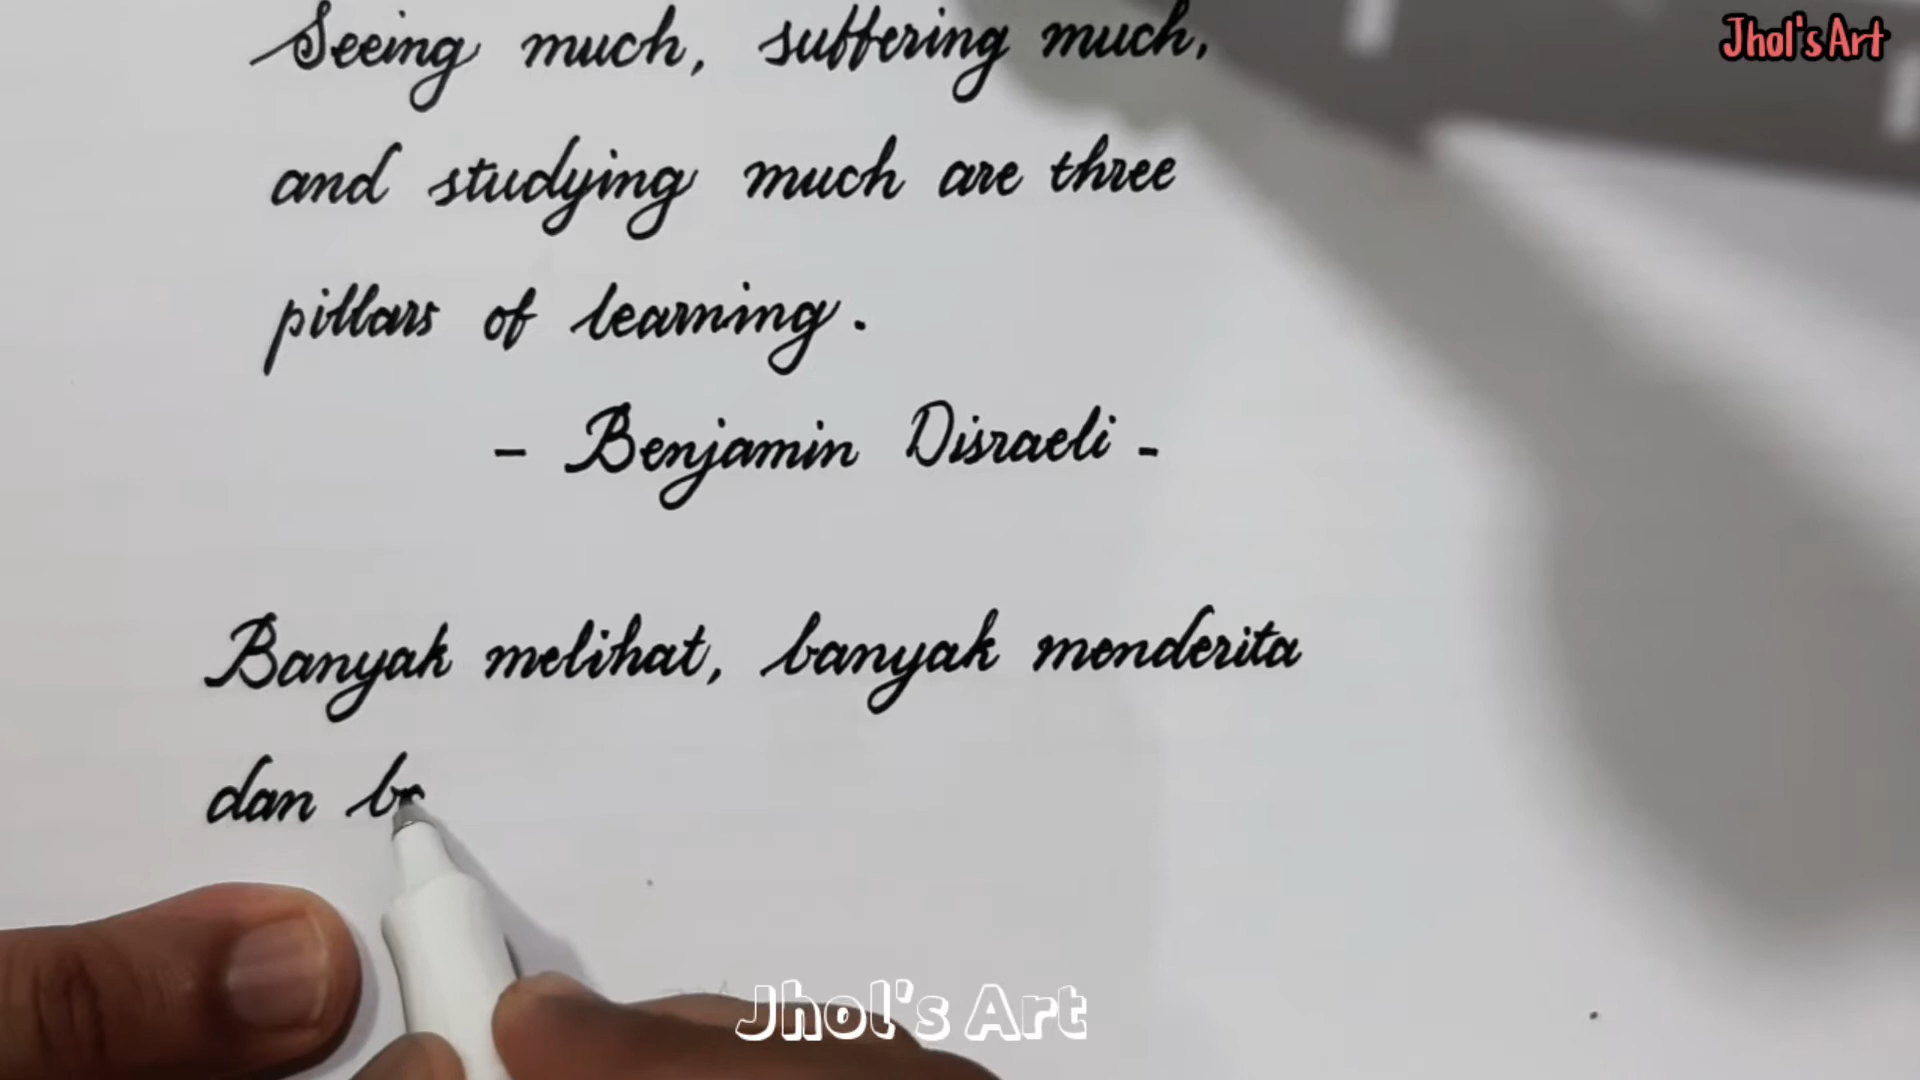 Jhol's Art
Seeing much, suffering much,
and studying much are three
pillars of learning.
- Benjamin Disraeli -
Banyak melihat, banyak menderita
dan
Jhol's Art